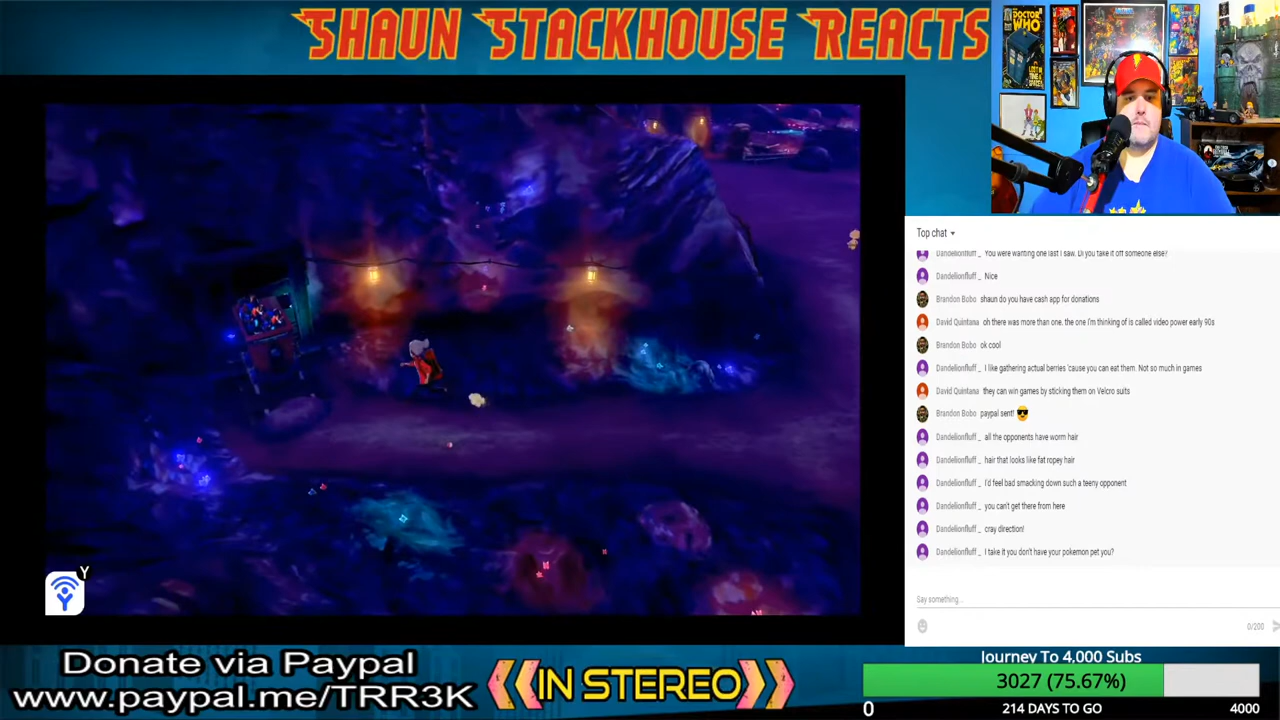 SHAUN STACKHOUSE REACTS
DOCTOR WHO
Top chat
Dandelionfluff_ You were wanting one last I saw. Di you take it off someone else?
Dandelionfluff_ Nice
Brandon Bobo shaun do you have cash app for donations
David Quintana oh there was more than one. the one i'm thinking of is called video power early 90s
Brandon Bobo ok cool
Dandelionfluff_ I like gathering actual berries 'cause you can eat them. Not so much in games
David Quintana they can win games by sticking them on Velcro suits
Brandon Bobo paypal sent! 😎
Dandelionfluff_ all the opponents have worm hair
Dandelionfluff_ hair that looks like fat ropey hair
Dandelionfluff_ I'd feel bad smacking down such a teeny opponent
Dandelionfluff_ you can't get there from here
Dandelionfluff_ cray direction!
Dandelionfluff_ I take it you don't have your pokemon pet you?
Say something...
0/200
Y
Donate via Paypal
www.paypal.me/TRR3K
IN STEREO
Journey To 4,000 Subs
3027 (75.67%)
0 214 DAYS TO GO 4000